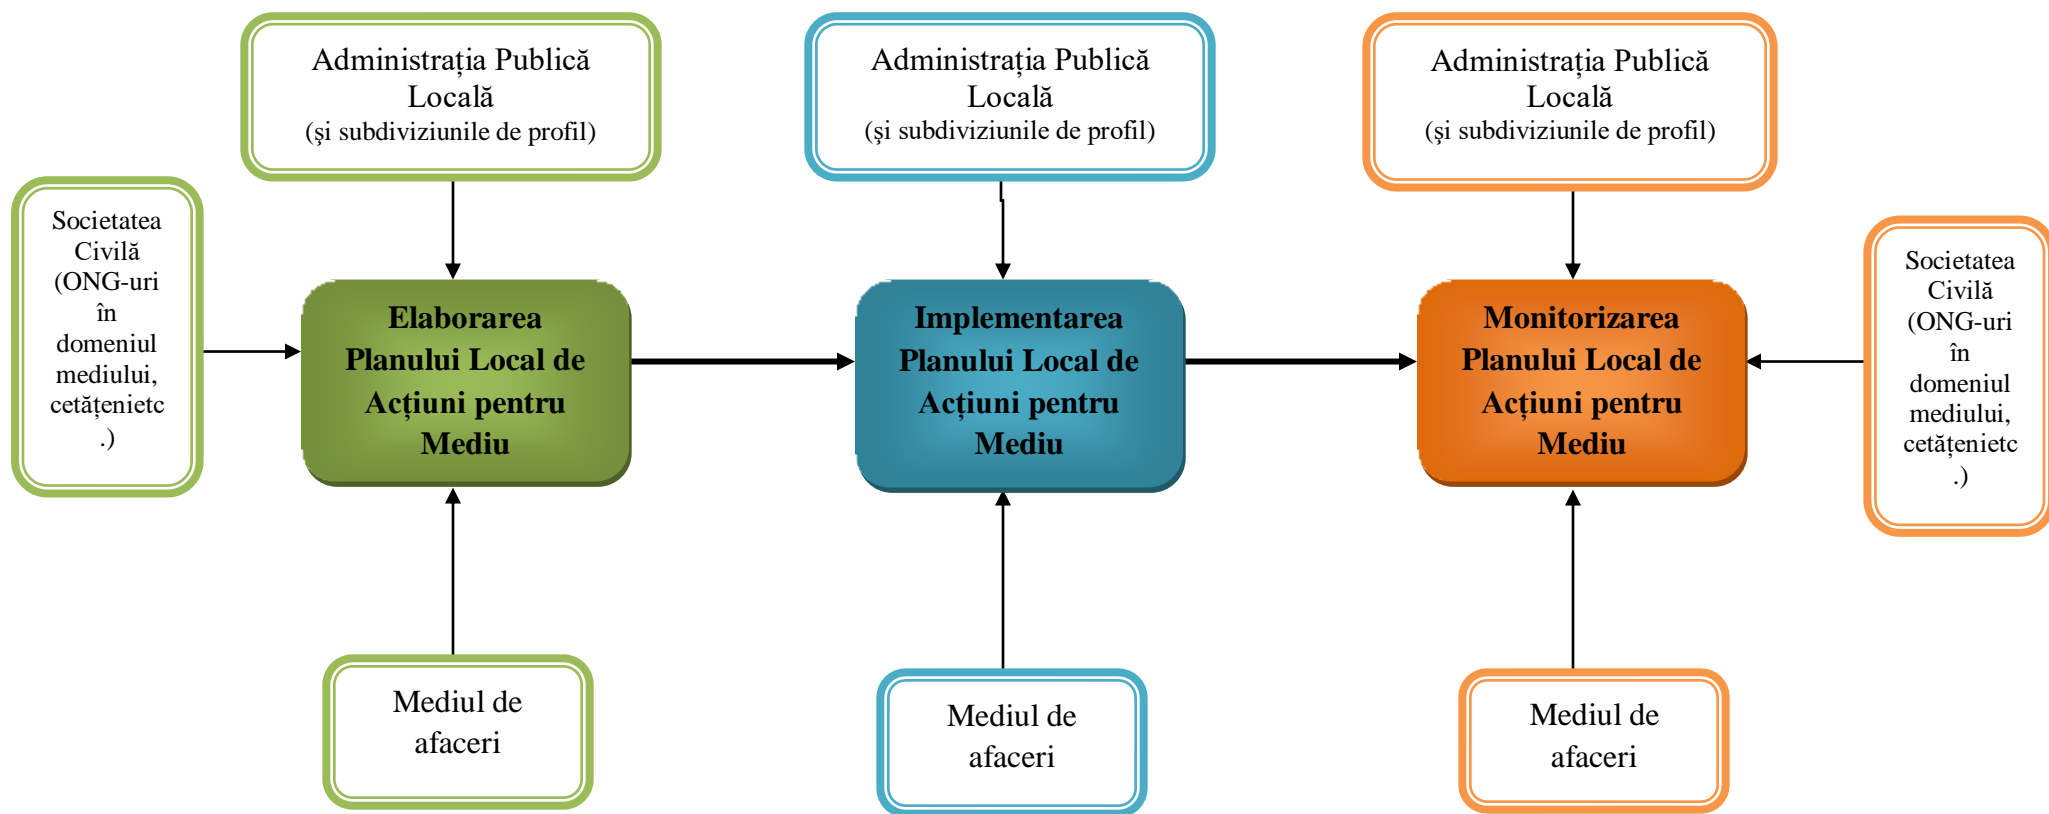 Administrația Publică
Locală
(şi subdiviziunile de profil)
Administrația Publică
Locală
(şi subdiviziunile de profil)
Administrația Publică
Locală
(şi subdiviziunile de profil)
Societatea
Civilă
(ONG-uri
în
domeniul
mediului,
cetățenietc
.)
Elaborarea
Planului Local de
Acțiuni pentru
Mediu
Implementarea
Planului Local de
Acțiuni pentru
Mediu
Monitorizarea
Planului Local de
Acțiuni pentru
Mediu
Societatea
Civilă
(ONG-uri
în
domeniul
mediului,
cetățenietc
.)
Mediul de
afaceri
Mediul de
afaceri
Mediul de
afaceri